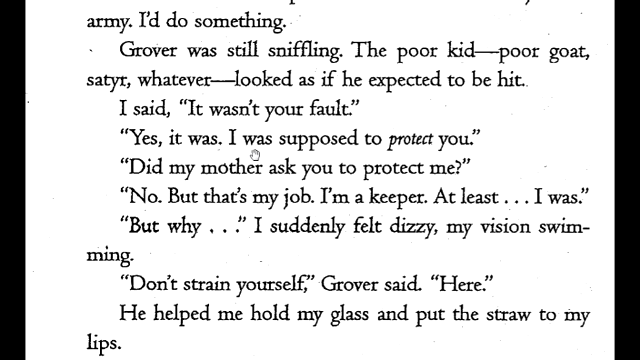 army. I'd do something.
Grover was still sniffling. The poor kid—poor goat,
satyr, whatever—looked as if he expected to be hit.
I said, "It wasn't your fault."
"Yes, it was. I was supposed to protect you."
"Did my mother ask you to protect me?"
"No. But that's my job. I'm a keeper. At least . . . I was."
"But why . . ." I suddenly felt dizzy, my vision swim-
ming.
"Don't strain yourself," Grover said. "Here."
He helped me hold my glass and put the straw to my
lips.